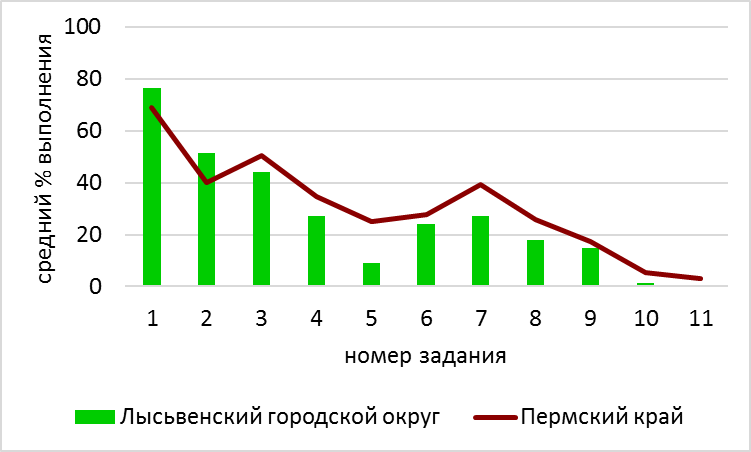 100
80
60
40
20
0
средний % выполнения
1 2 3 4 5 6 7 8 9 10 11
номер задания
Лысьвенский городской округ Пермский край